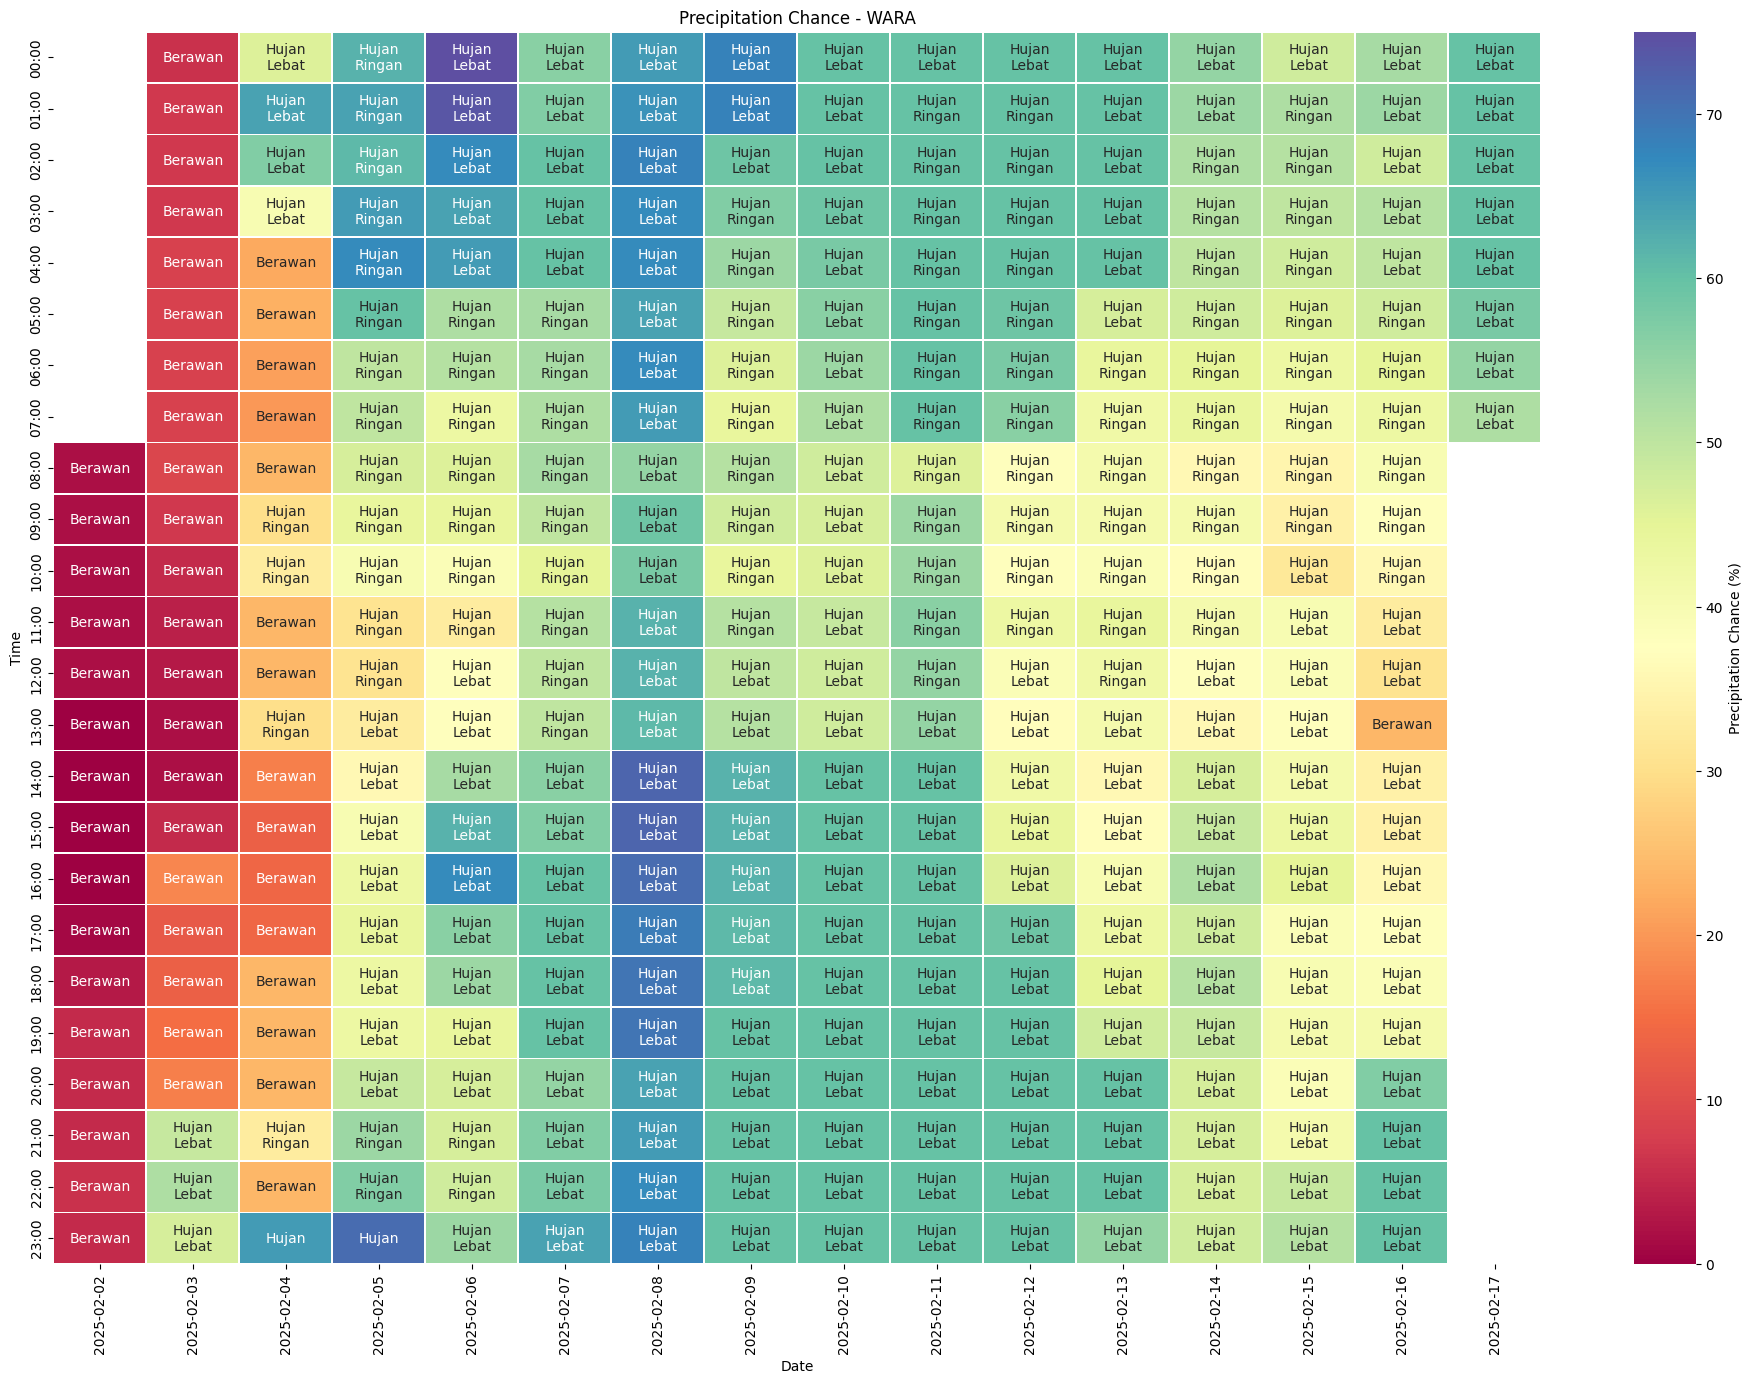 Precipitation Chance - WARA
00:00 Berawan Hujan Lebat Hujan Ringan Hujan Lebat Hujan Lebat Hujan Lebat Hujan Lebat Hujan Lebat Hujan Lebat Hujan Lebat Hujan Lebat Hujan Lebat Hujan Lebat Hujan Lebat Hujan Lebat
01:00 Berawan Hujan Lebat Hujan Ringan Hujan Lebat Hujan Lebat Hujan Lebat Hujan Lebat Hujan Lebat Hujan Ringan Hujan Ringan Hujan Lebat Hujan Lebat Hujan Ringan Hujan Lebat Hujan Lebat
02:00 Berawan Hujan Lebat Hujan Ringan Hujan Lebat Hujan Lebat Hujan Lebat Hujan Lebat Hujan Lebat Hujan Ringan Hujan Ringan Hujan Lebat Hujan Ringan Hujan Ringan Hujan Lebat Hujan Lebat
03:00 Berawan Hujan Lebat Hujan Ringan Hujan Lebat Hujan Lebat Hujan Lebat Hujan Ringan Hujan Lebat Hujan Ringan Hujan Ringan Hujan Lebat Hujan Ringan Hujan Ringan Hujan Lebat Hujan Lebat
04:00 Berawan Berawan Hujan Ringan Hujan Lebat Hujan Lebat Hujan Lebat Hujan Ringan Hujan Lebat Hujan Ringan Hujan Ringan Hujan Lebat Hujan Ringan Hujan Ringan Hujan Lebat Hujan Lebat
05:00 Berawan Berawan Hujan Ringan Hujan Ringan Hujan Ringan Hujan Lebat Hujan Ringan Hujan Lebat Hujan Ringan Hujan Ringan Hujan Lebat Hujan Ringan Hujan Ringan Hujan Ringan Hujan Lebat
06:00 Berawan Berawan Hujan Ringan Hujan Ringan Hujan Ringan Hujan Lebat Hujan Ringan Hujan Lebat Hujan Ringan Hujan Ringan Hujan Ringan Hujan Ringan Hujan Ringan Hujan Ringan Hujan Lebat
07:00 Berawan Berawan Hujan Ringan Hujan Ringan Hujan Ringan Hujan Lebat Hujan Ringan Hujan Lebat Hujan Ringan Hujan Ringan Hujan Ringan Hujan Ringan Hujan Ringan Hujan Ringan Hujan Lebat
08:00 Berawan Berawan Berawan Hujan Ringan Hujan Ringan Hujan Ringan Hujan Lebat Hujan Ringan Hujan Lebat Hujan Ringan Hujan Ringan Hujan Ringan Hujan Ringan Hujan Ringan Hujan Ringan
09:00 Berawan Berawan Hujan Ringan Hujan Ringan Hujan Ringan Hujan Ringan Hujan Lebat Hujan Ringan Hujan Lebat Hujan Ringan Hujan Ringan Hujan Ringan Hujan Ringan Hujan Ringan Hujan Ringan
10:00 Berawan Berawan Hujan Ringan Hujan Ringan Hujan Ringan Hujan Ringan Hujan Lebat Hujan Ringan Hujan Lebat Hujan Ringan Hujan Ringan Hujan Ringan Hujan Ringan Hujan Lebat Hujan Ringan
11:00 Berawan Berawan Berawan Hujan Ringan Hujan Ringan Hujan Ringan Hujan Lebat Hujan Ringan Hujan Lebat Hujan Ringan Hujan Ringan Hujan Ringan Hujan Ringan Hujan Lebat Hujan Lebat
12:00 Berawan Berawan Berawan Hujan Ringan Hujan Lebat Hujan Ringan Hujan Lebat Hujan Lebat Hujan Lebat Hujan Ringan Hujan Lebat Hujan Ringan Hujan Lebat Hujan Lebat Hujan Lebat
13:00 Berawan Berawan Hujan Ringan Hujan Lebat Hujan Lebat Hujan Ringan Hujan Lebat Hujan Lebat Hujan Lebat Hujan Lebat Hujan Lebat Hujan Lebat Hujan Lebat Hujan Lebat Berawan
14:00 Berawan Berawan Berawan Hujan Lebat Hujan Lebat Hujan Lebat Hujan Lebat Hujan Lebat Hujan Lebat Hujan Lebat Hujan Lebat Hujan Lebat Hujan Lebat Hujan Lebat Hujan Lebat
15:00 Berawan Berawan Berawan Hujan Lebat Hujan Lebat Hujan Lebat Hujan Lebat Hujan Lebat Hujan Lebat Hujan Lebat Hujan Lebat Hujan Lebat Hujan Lebat Hujan Lebat Hujan Lebat
16:00 Berawan Berawan Berawan Hujan Lebat Hujan Lebat Hujan Lebat Hujan Lebat Hujan Lebat Hujan Lebat Hujan Lebat Hujan Lebat Hujan Lebat Hujan Lebat Hujan Lebat Hujan Lebat
17:00 Berawan Berawan Berawan Hujan Lebat Hujan Lebat Hujan Lebat Hujan Lebat Hujan Lebat Hujan Lebat Hujan Lebat Hujan Lebat Hujan Lebat Hujan Lebat Hujan Lebat Hujan Lebat
18:00 Berawan Berawan Berawan Hujan Lebat Hujan Lebat Hujan Lebat Hujan Lebat Hujan Lebat Hujan Lebat Hujan Lebat Hujan Lebat Hujan Lebat Hujan Lebat Hujan Lebat Hujan Lebat
19:00 Berawan Berawan Berawan Hujan Lebat Hujan Lebat Hujan Lebat Hujan Lebat Hujan Lebat Hujan Lebat Hujan Lebat Hujan Lebat Hujan Lebat Hujan Lebat Hujan Lebat Hujan Lebat
20:00 Berawan Berawan Berawan Hujan Lebat Hujan Lebat Hujan Lebat Hujan Lebat Hujan Lebat Hujan Lebat Hujan Lebat Hujan Lebat Hujan Lebat Hujan Lebat Hujan Lebat Hujan Lebat
21:00 Berawan Hujan Lebat Hujan Ringan Hujan Ringan Hujan Ringan Hujan Lebat Hujan Lebat Hujan Lebat Hujan Lebat Hujan Lebat Hujan Lebat Hujan Lebat Hujan Lebat Hujan Lebat Hujan Lebat
22:00 Berawan Hujan Lebat Berawan Hujan Ringan Hujan Ringan Hujan Lebat Hujan Lebat Hujan Lebat Hujan Lebat Hujan Lebat Hujan Lebat Hujan Lebat Hujan Lebat Hujan Lebat Hujan Lebat
23:00 Berawan Hujan Lebat Hujan Hujan Hujan Lebat Hujan Lebat Hujan Lebat Hujan Lebat Hujan Lebat Hujan Lebat Hujan Lebat Hujan Lebat Hujan Lebat Hujan Lebat Hujan Lebat
Time
2025-02-02 2025-02-03 2025-02-04 2025-02-05 2025-02-06 2025-02-07 2025-02-08 2025-02-09 2025-02-10 2025-02-11 2025-02-12 2025-02-13 2025-02-14 2025-02-15 2025-02-16 2025-02-17
Date
70
60
50
40
30
20
10
0
Precipitation Chance (%)